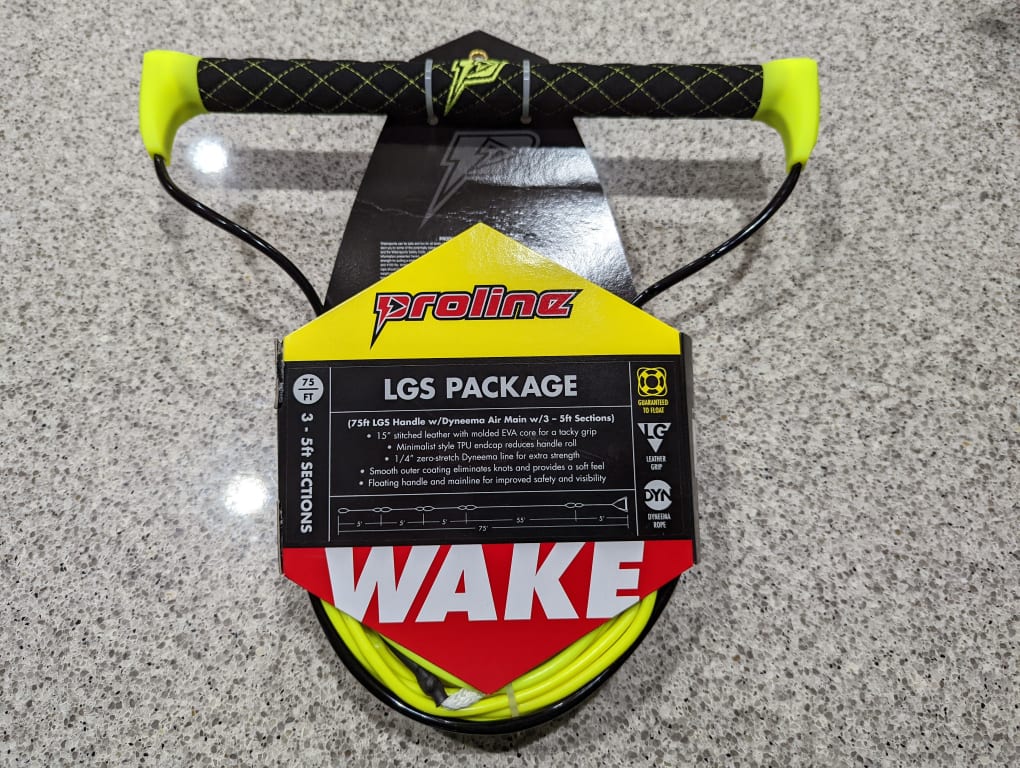 proline
75
FT
3 - 5ft SECTIONS
LGS PACKAGE
(75ft LGS Handle w/Dyneema Air Main w/3 – 5ft Sections)
• 15" stitched leather with molded EVA core for a tacky grip
• Minimalist style TPU endcap reduces handle roll
• 1/4" zero-stretch Dyneema line for extra strength
• Smooth outer coating eliminates knots and provides a soft feel
• Floating handle and mainline for improved safety and visibility
5' 5' 5' 55' 5'
75'
GUARANTEED
TO FLOAT
LG
LEATHER
GRIP
DYN
DYNEEMA
ROPE
WAKE